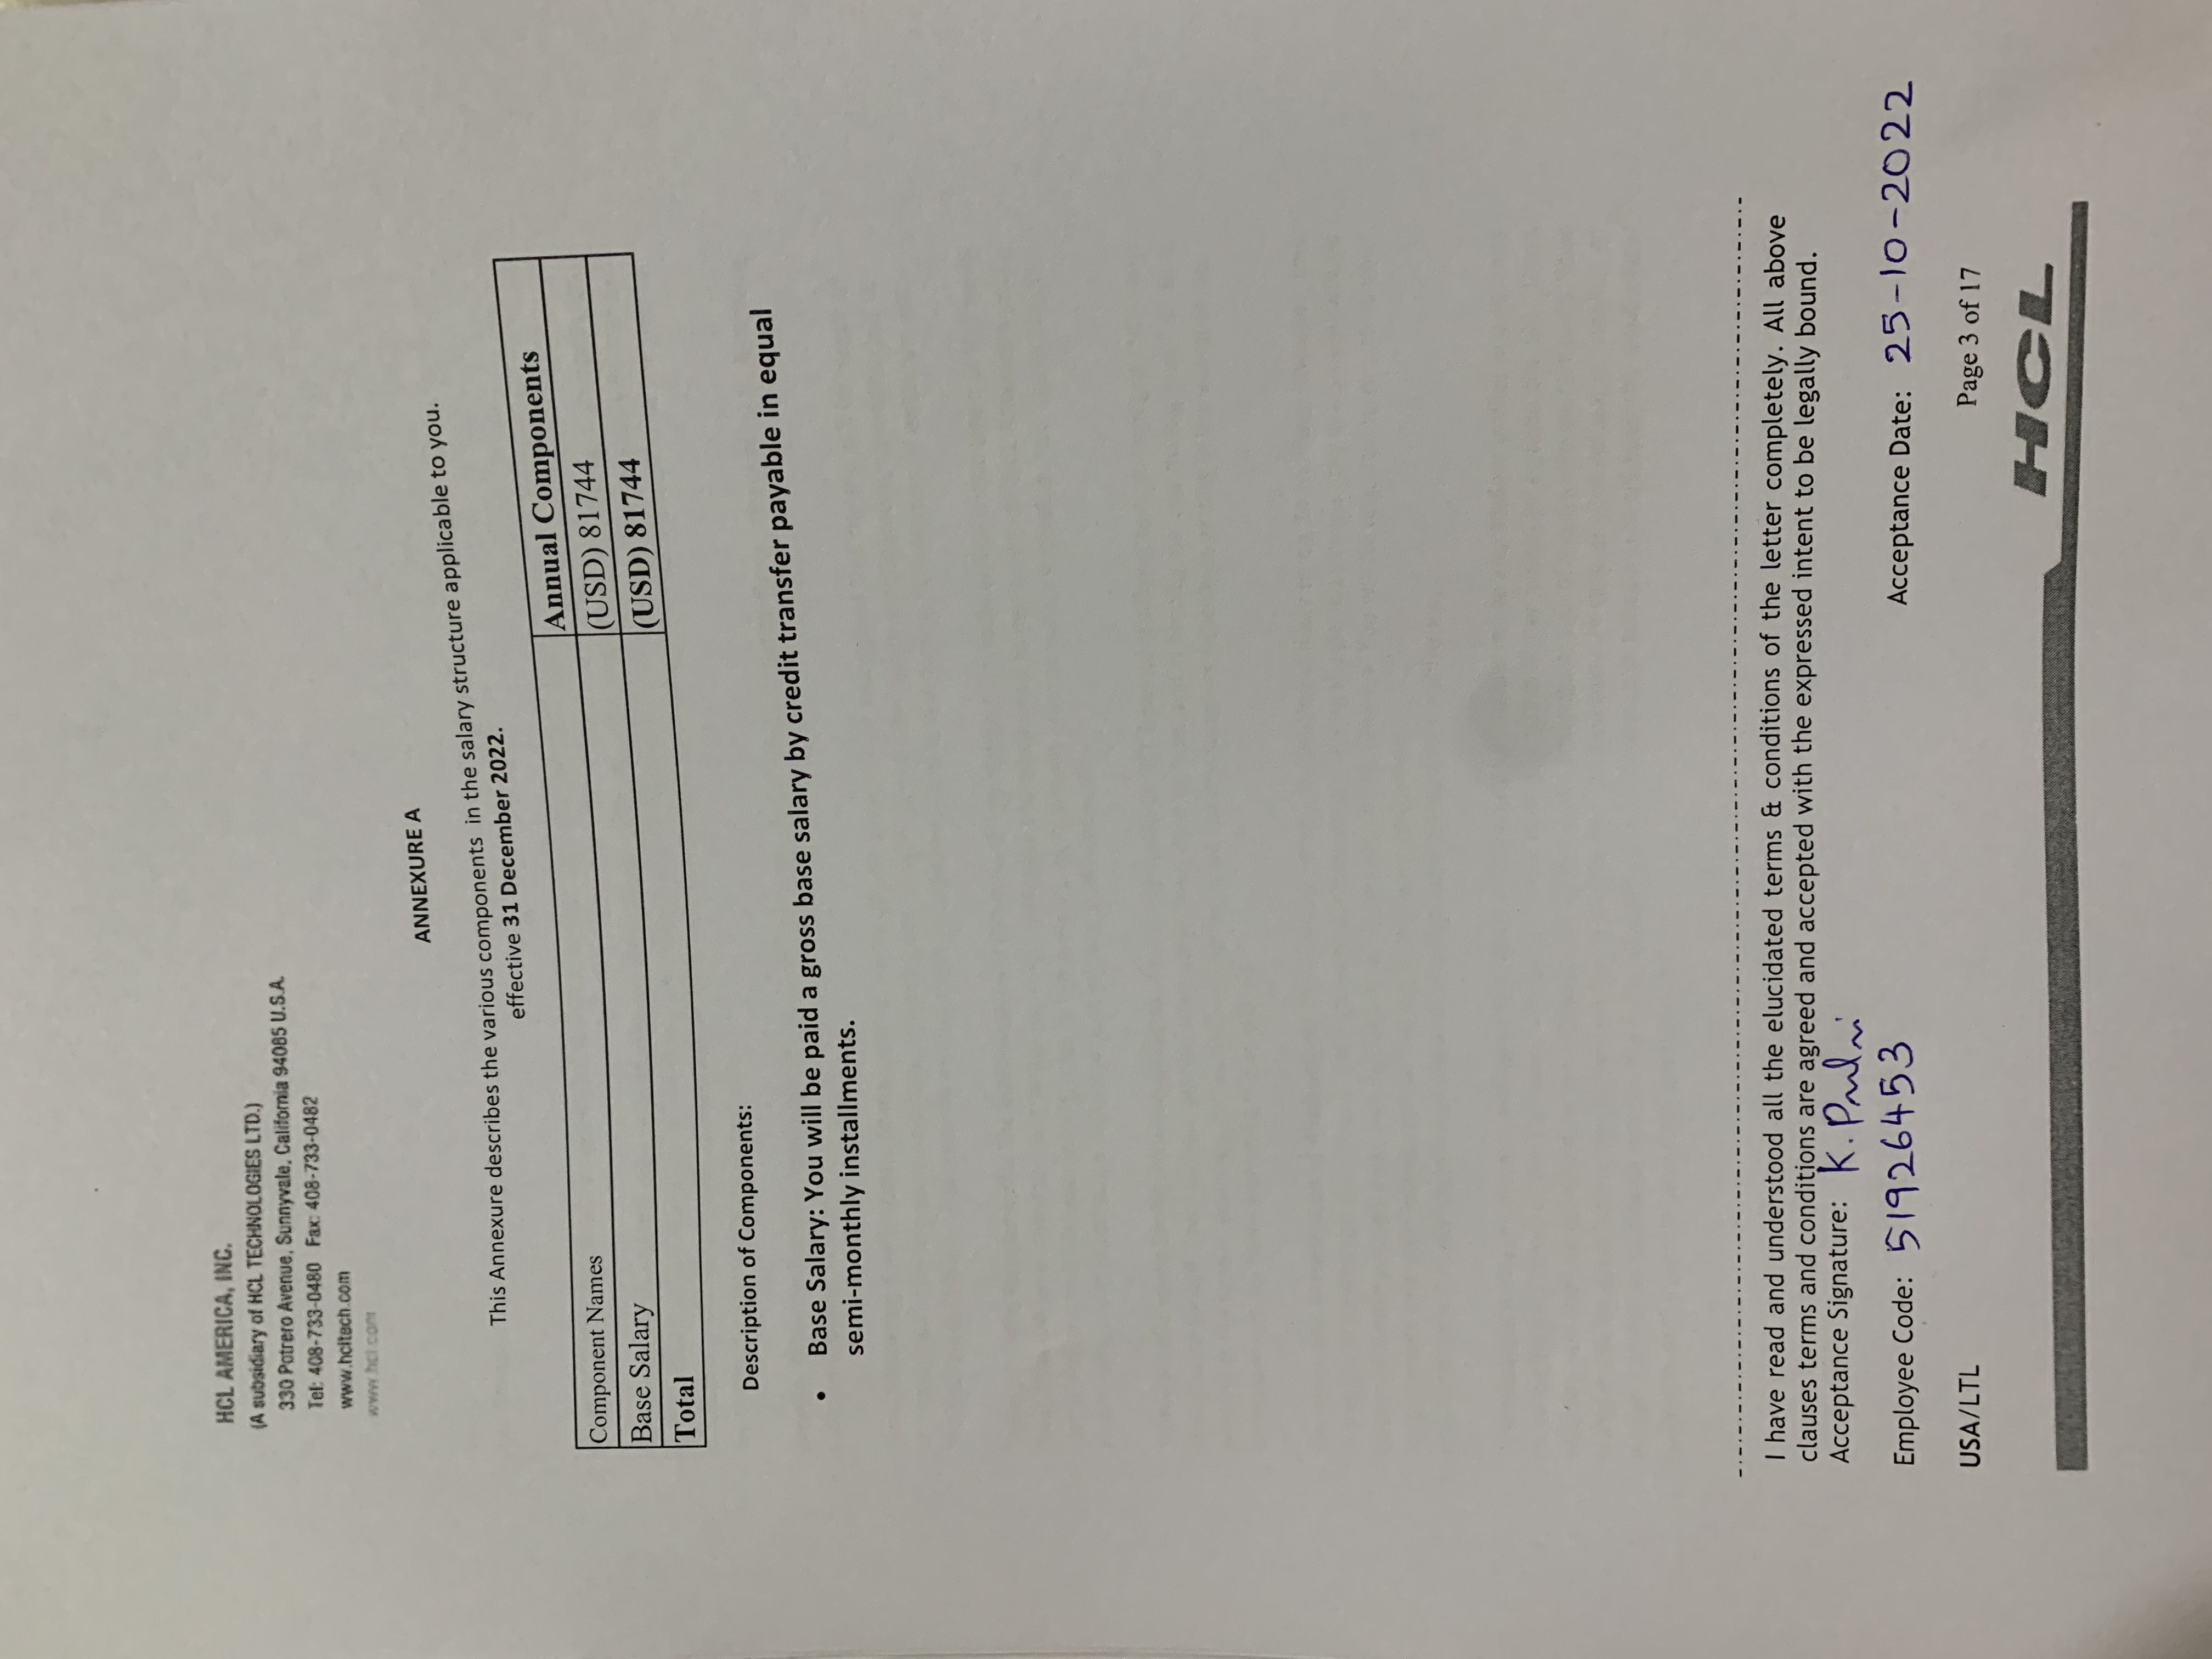 HCL AMERICA, INC.
(A subsidiary of HCL TECHNOLOGIES LTD.)
330 Potrero Avenue, Sunnyvale, California 94085 U.S.A.
Tel: 408-733-0480 Fax: 408-733-0482
www.hcltech.com
www.hcl.com
ANNEXURE A
This Annexure describes the various components in the salary structure applicable to you.
effective 31 December 2022.
Component Names Annual Components
Base Salary (USD) 81744
Total (USD) 81744
Description of Components:
• Base Salary: You will be paid a gross base salary by credit transfer payable in equal
semi-monthly installments.
I have read and understood all the elucidated terms & conditions of the letter completely. All above
clauses terms and conditions are agreed and accepted with the expressed intent to be legally bound.
Acceptance Signature: K.
Employee Code: 51926453 Acceptance Date: 25-10-2022
USA/LTL Page 3 of 17
HCL